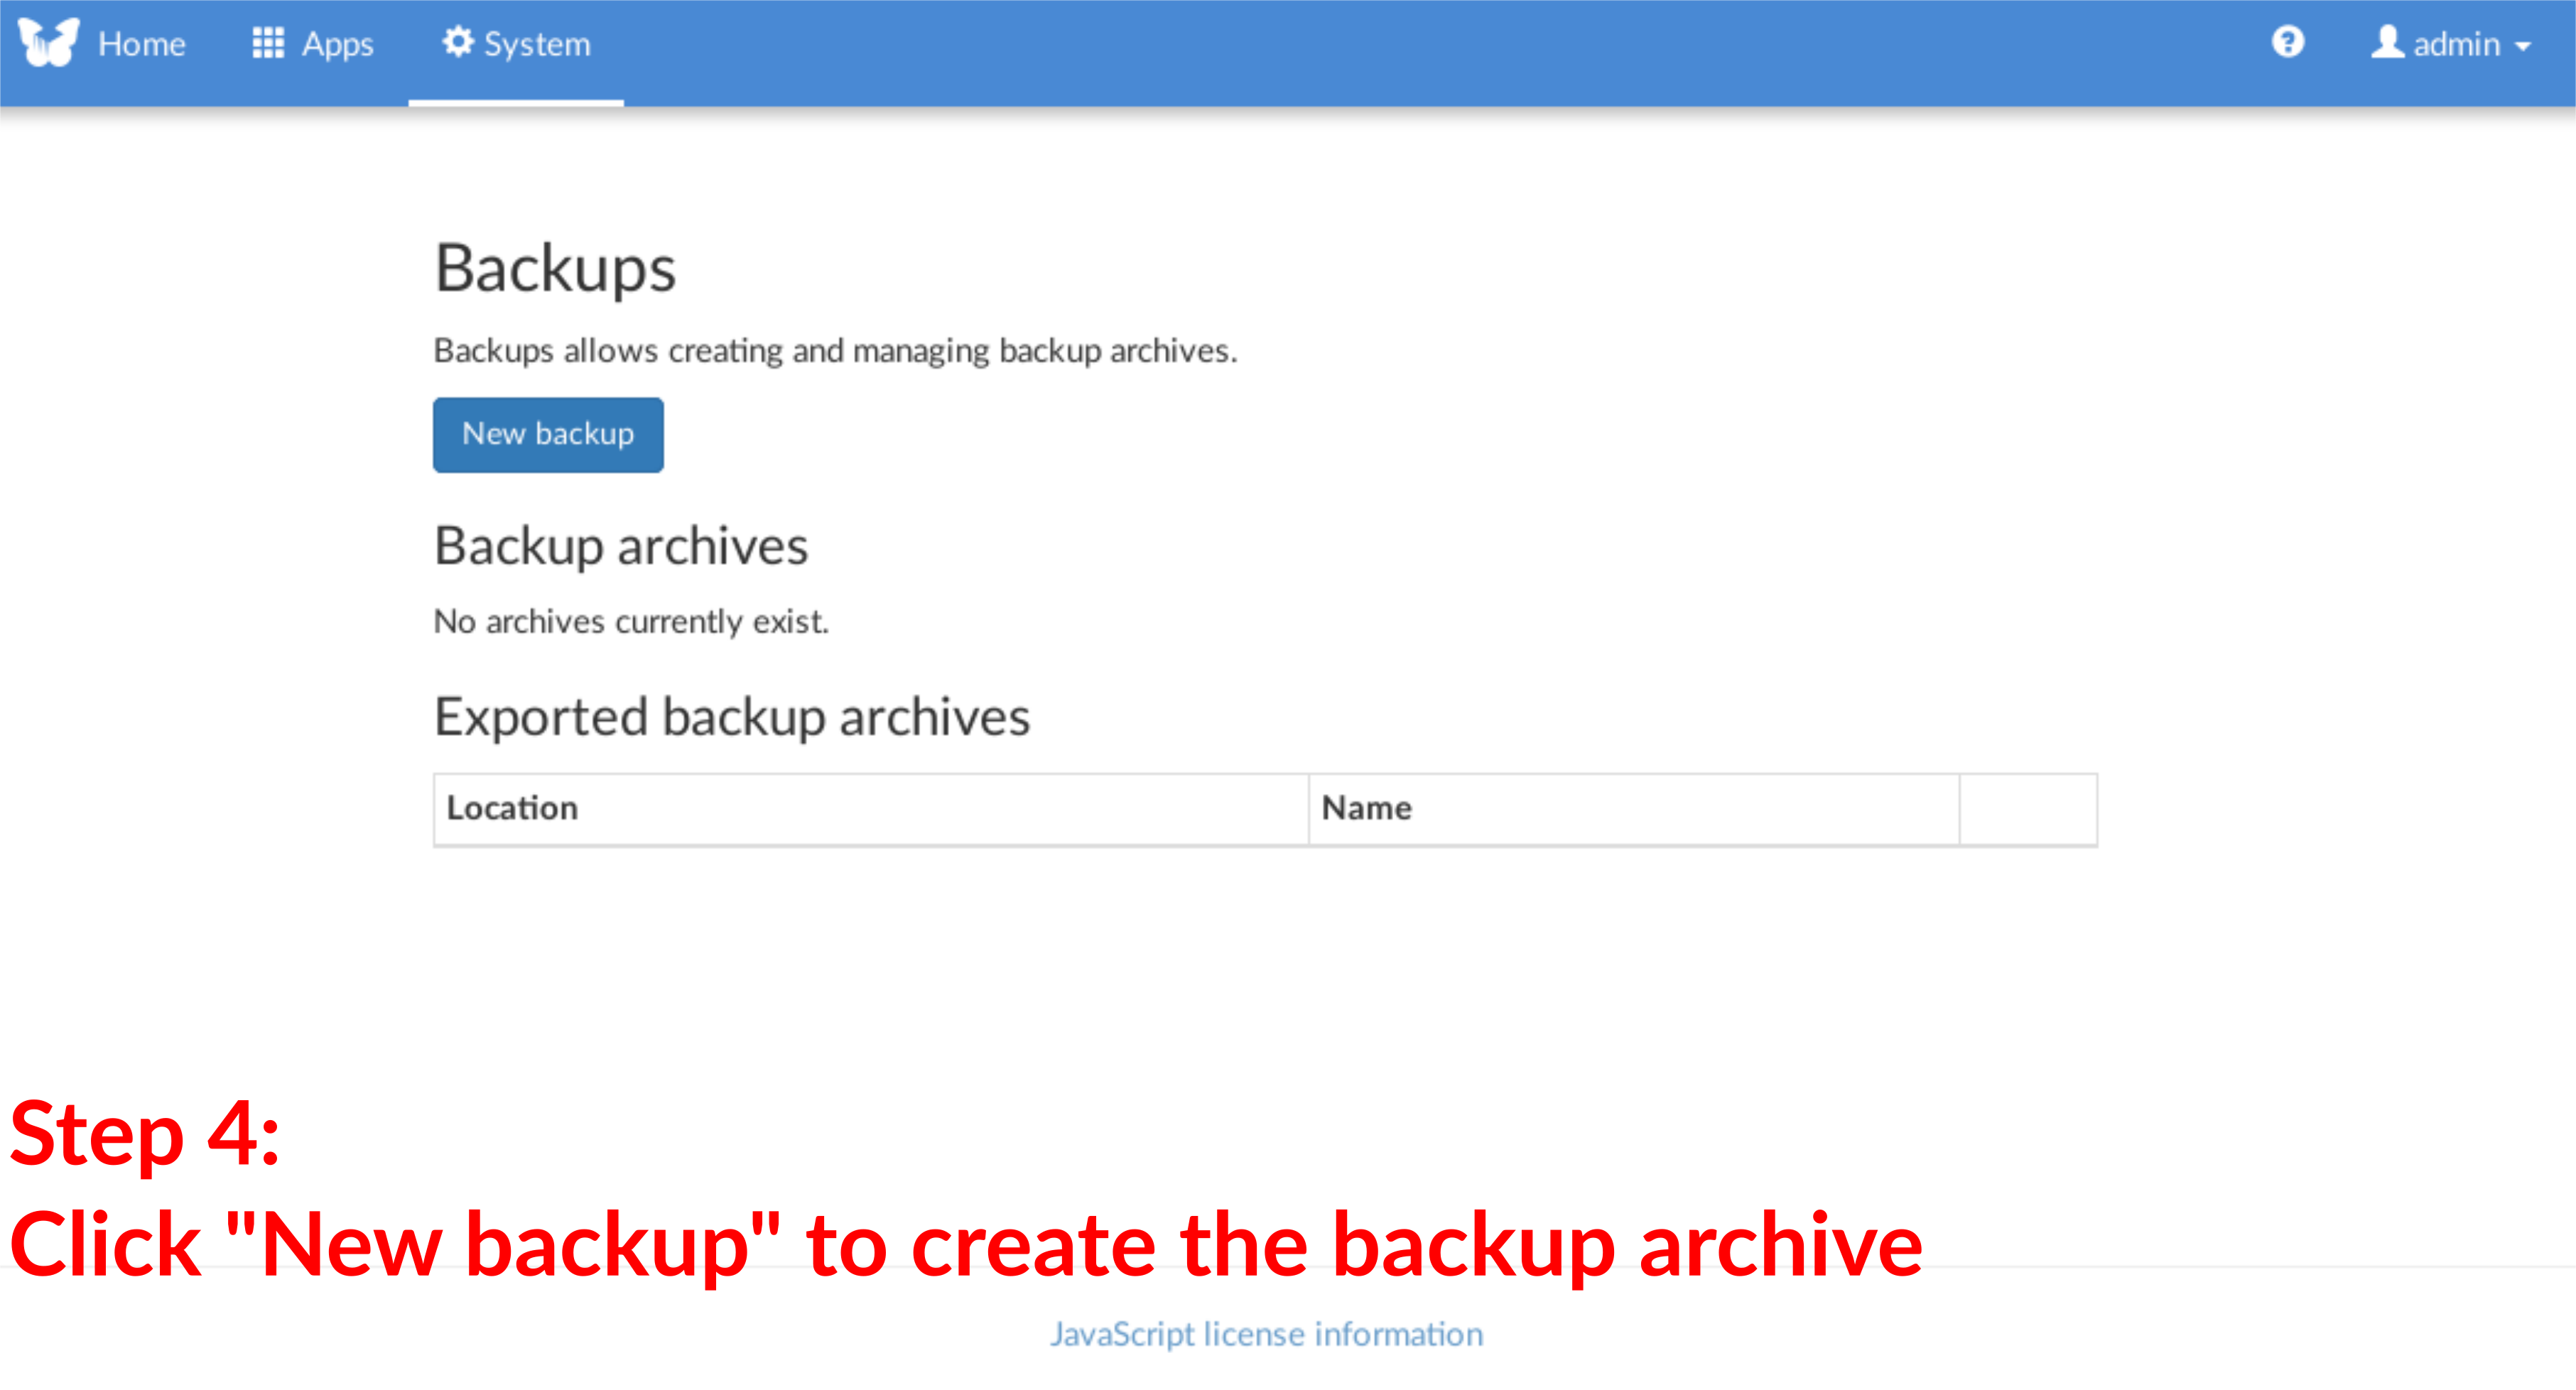 Home Apps System admin
Backups
Backups allows creating and managing backup archives.
New backup
Backup archives
No archives currently exist.
Exported backup archives
Location Name
Step 4:
Click "New backup" to create the backup archive
JavaScript license information